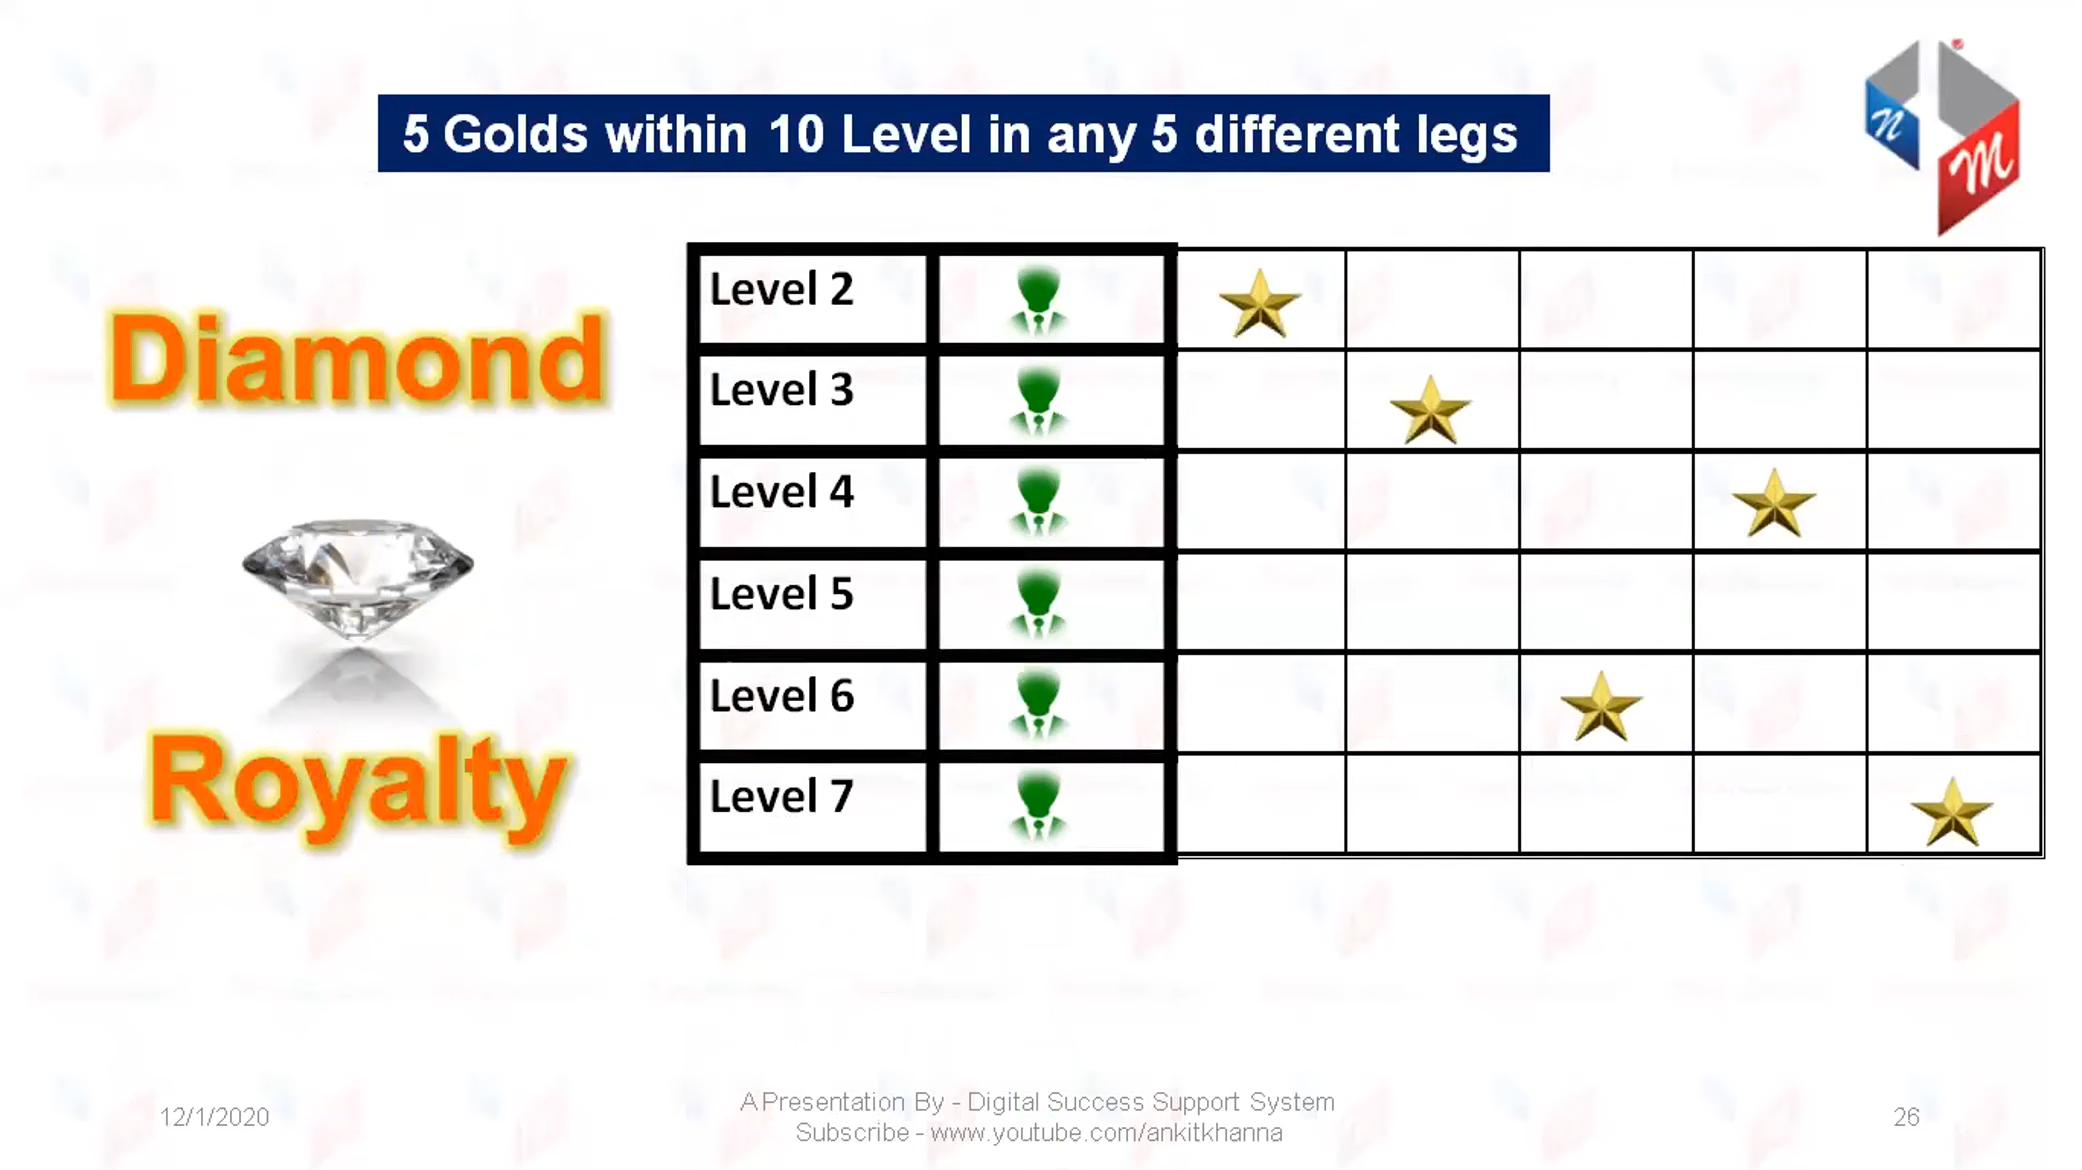 5 Golds within 10 Level in any 5 different legs
n
m
Diamond
Royalty
Level 2
Level 3
Level 4
Level 5
Level 6
Level 7
12/1/2020
A Presentation By - Digital Success Support System
Subscribe - www.youtube.com/ankitkhanna
26